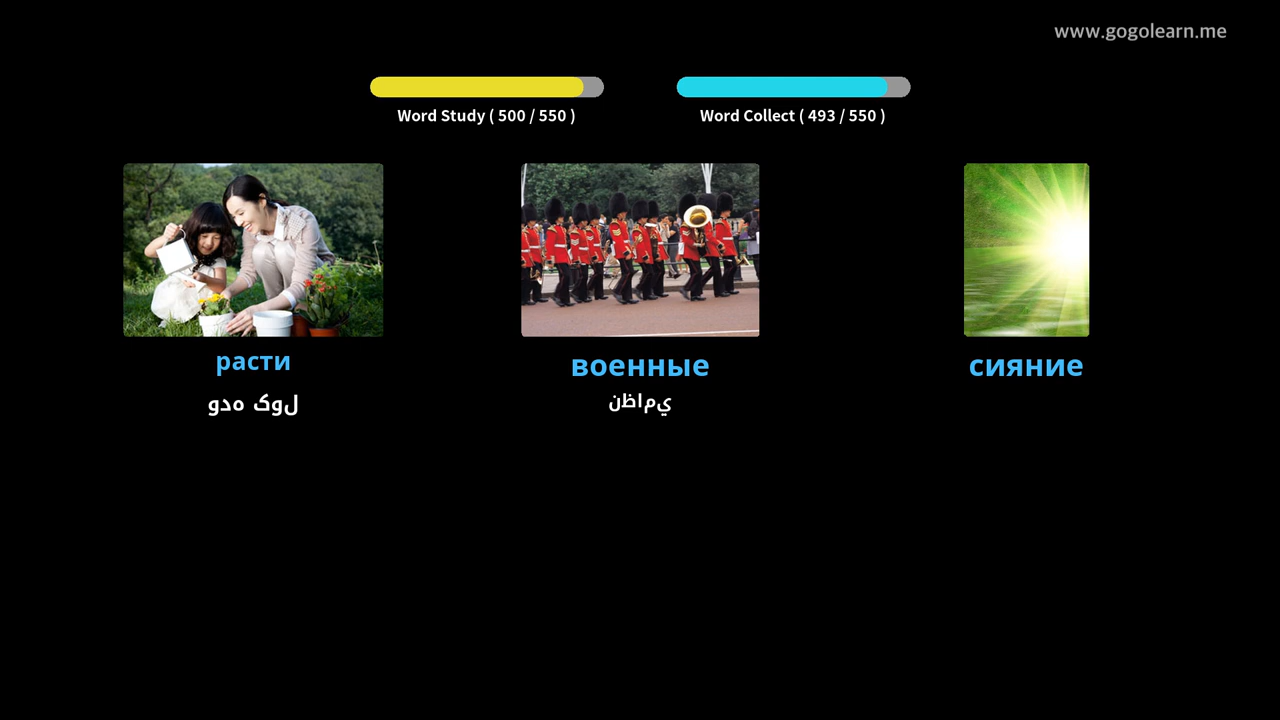 www.gogolearn.me
Word Study ( 500 / 550 )
Word Collect ( 493 / 550 )
расти
военные
сияние
وده کول
نظامي